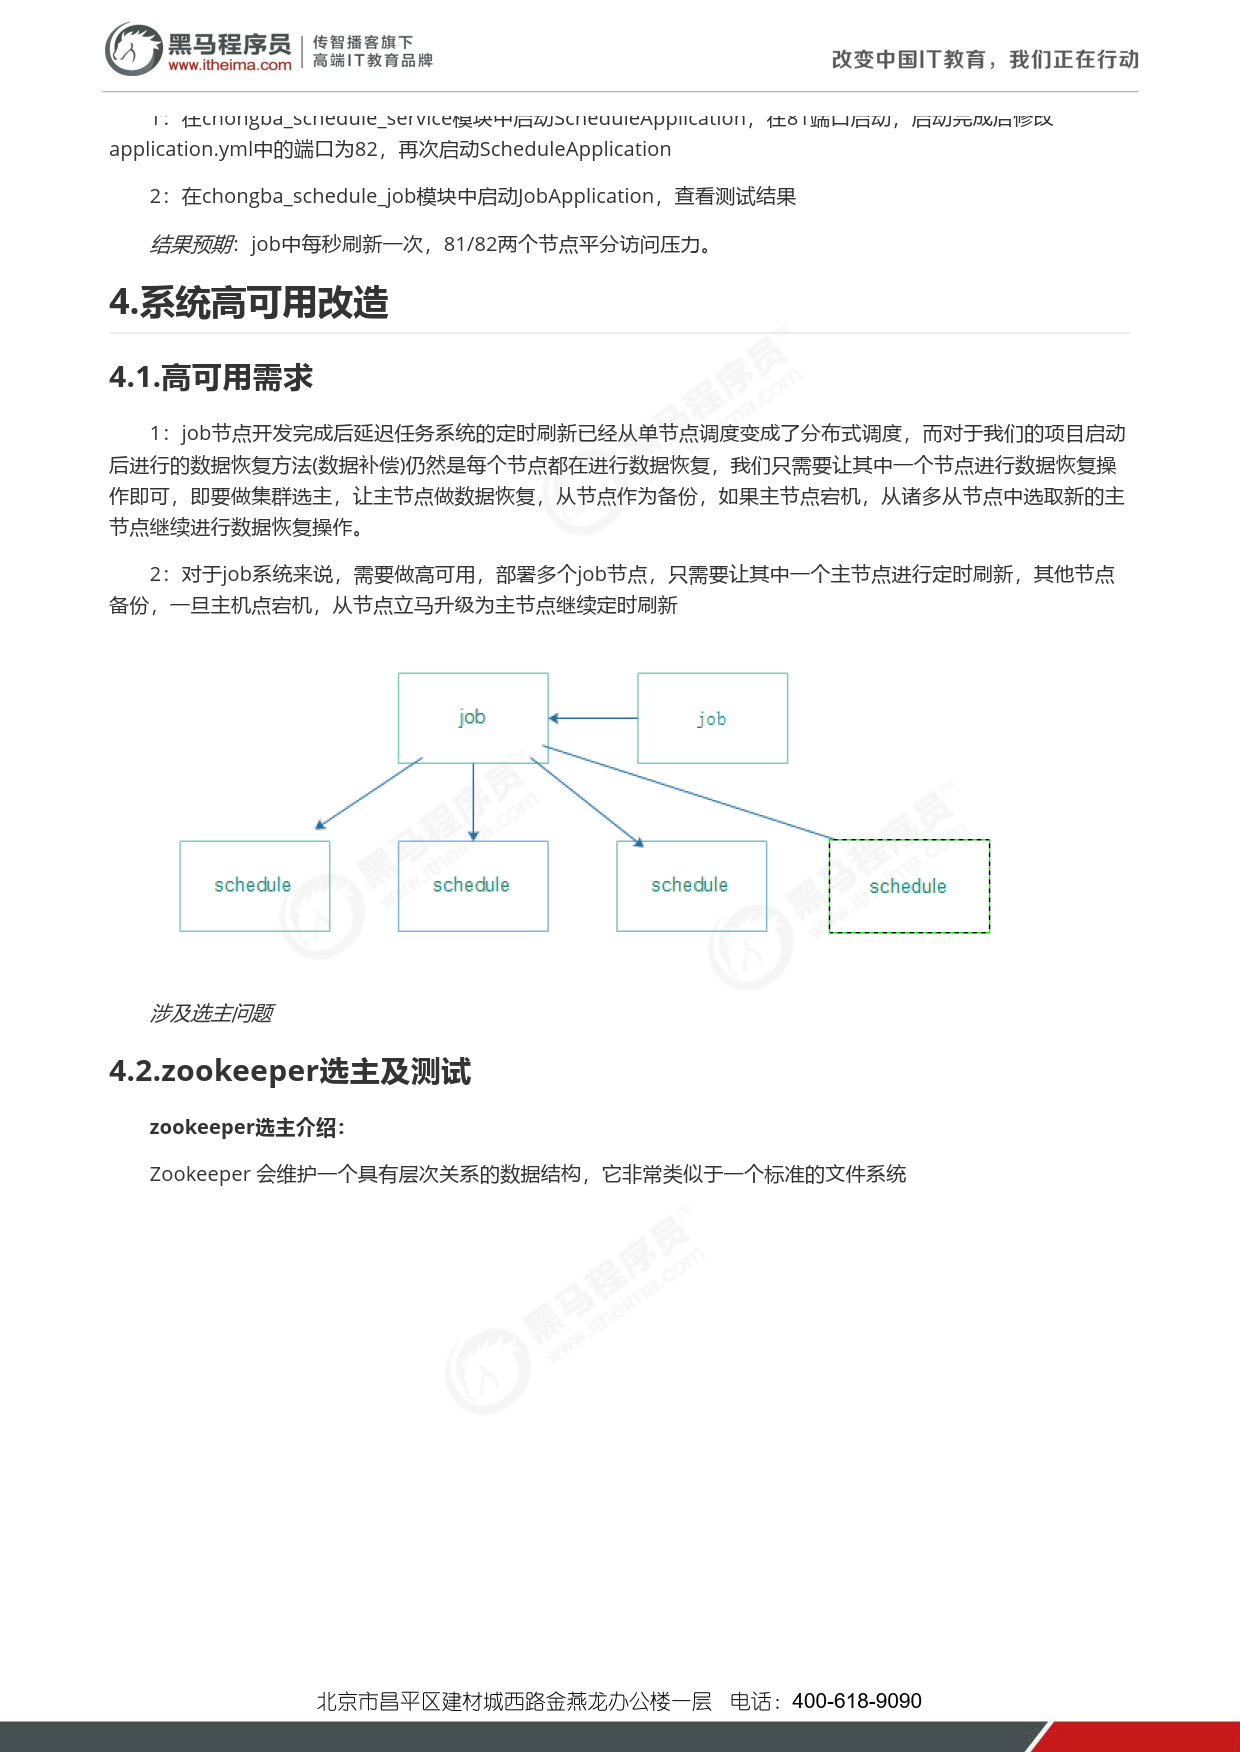 黑马程序员
www.itheima.com
传智播客旗下
高端IT教育品牌
改变中国IT教育，我们正在行动
1：在chongba_schedule_service模块中启动ScheduleApplication，在81端口启动，启动完成后修改
application.yml中的端口为82，再次启动ScheduleApplication
2：在chongba_schedule_job模块中启动JobApplication，查看测试结果
结果预期：job中每秒刷新一次，81/82两个节点平分访问压力。
4.系统高可用改造
4.1.高可用需求
1：job节点开发完成后延迟任务系统的定时刷新已经从单节点调度变成了分布式调度，而对于我们的项目启动
后进行的数据恢复方法(数据补偿)仍然是每个节点都在进行数据恢复，我们只需要让其中一个节点进行数据恢复操
作即可，即要做集群选主，让主节点做数据恢复，从节点作为备份，如果主节点宕机，从诸多从节点中选取新的主
节点继续进行数据恢复操作。
2：对于job系统来说，需要做高可用，部署多个job节点，只需要让其中一个主节点进行定时刷新，其他节点
备份，一旦主机点宕机，从节点立马升级为主节点继续定时刷新
job
job
schedule
schedule
schedule
schedule
涉及选主问题
4.2.zookeeper选主及测试
zookeeper选主介绍：
Zookeeper 会维护一个具有层次关系的数据结构，它非常类似于一个标准的文件系统
北京市昌平区建材城西路金燕龙办公楼一层 电话：400-618-9090